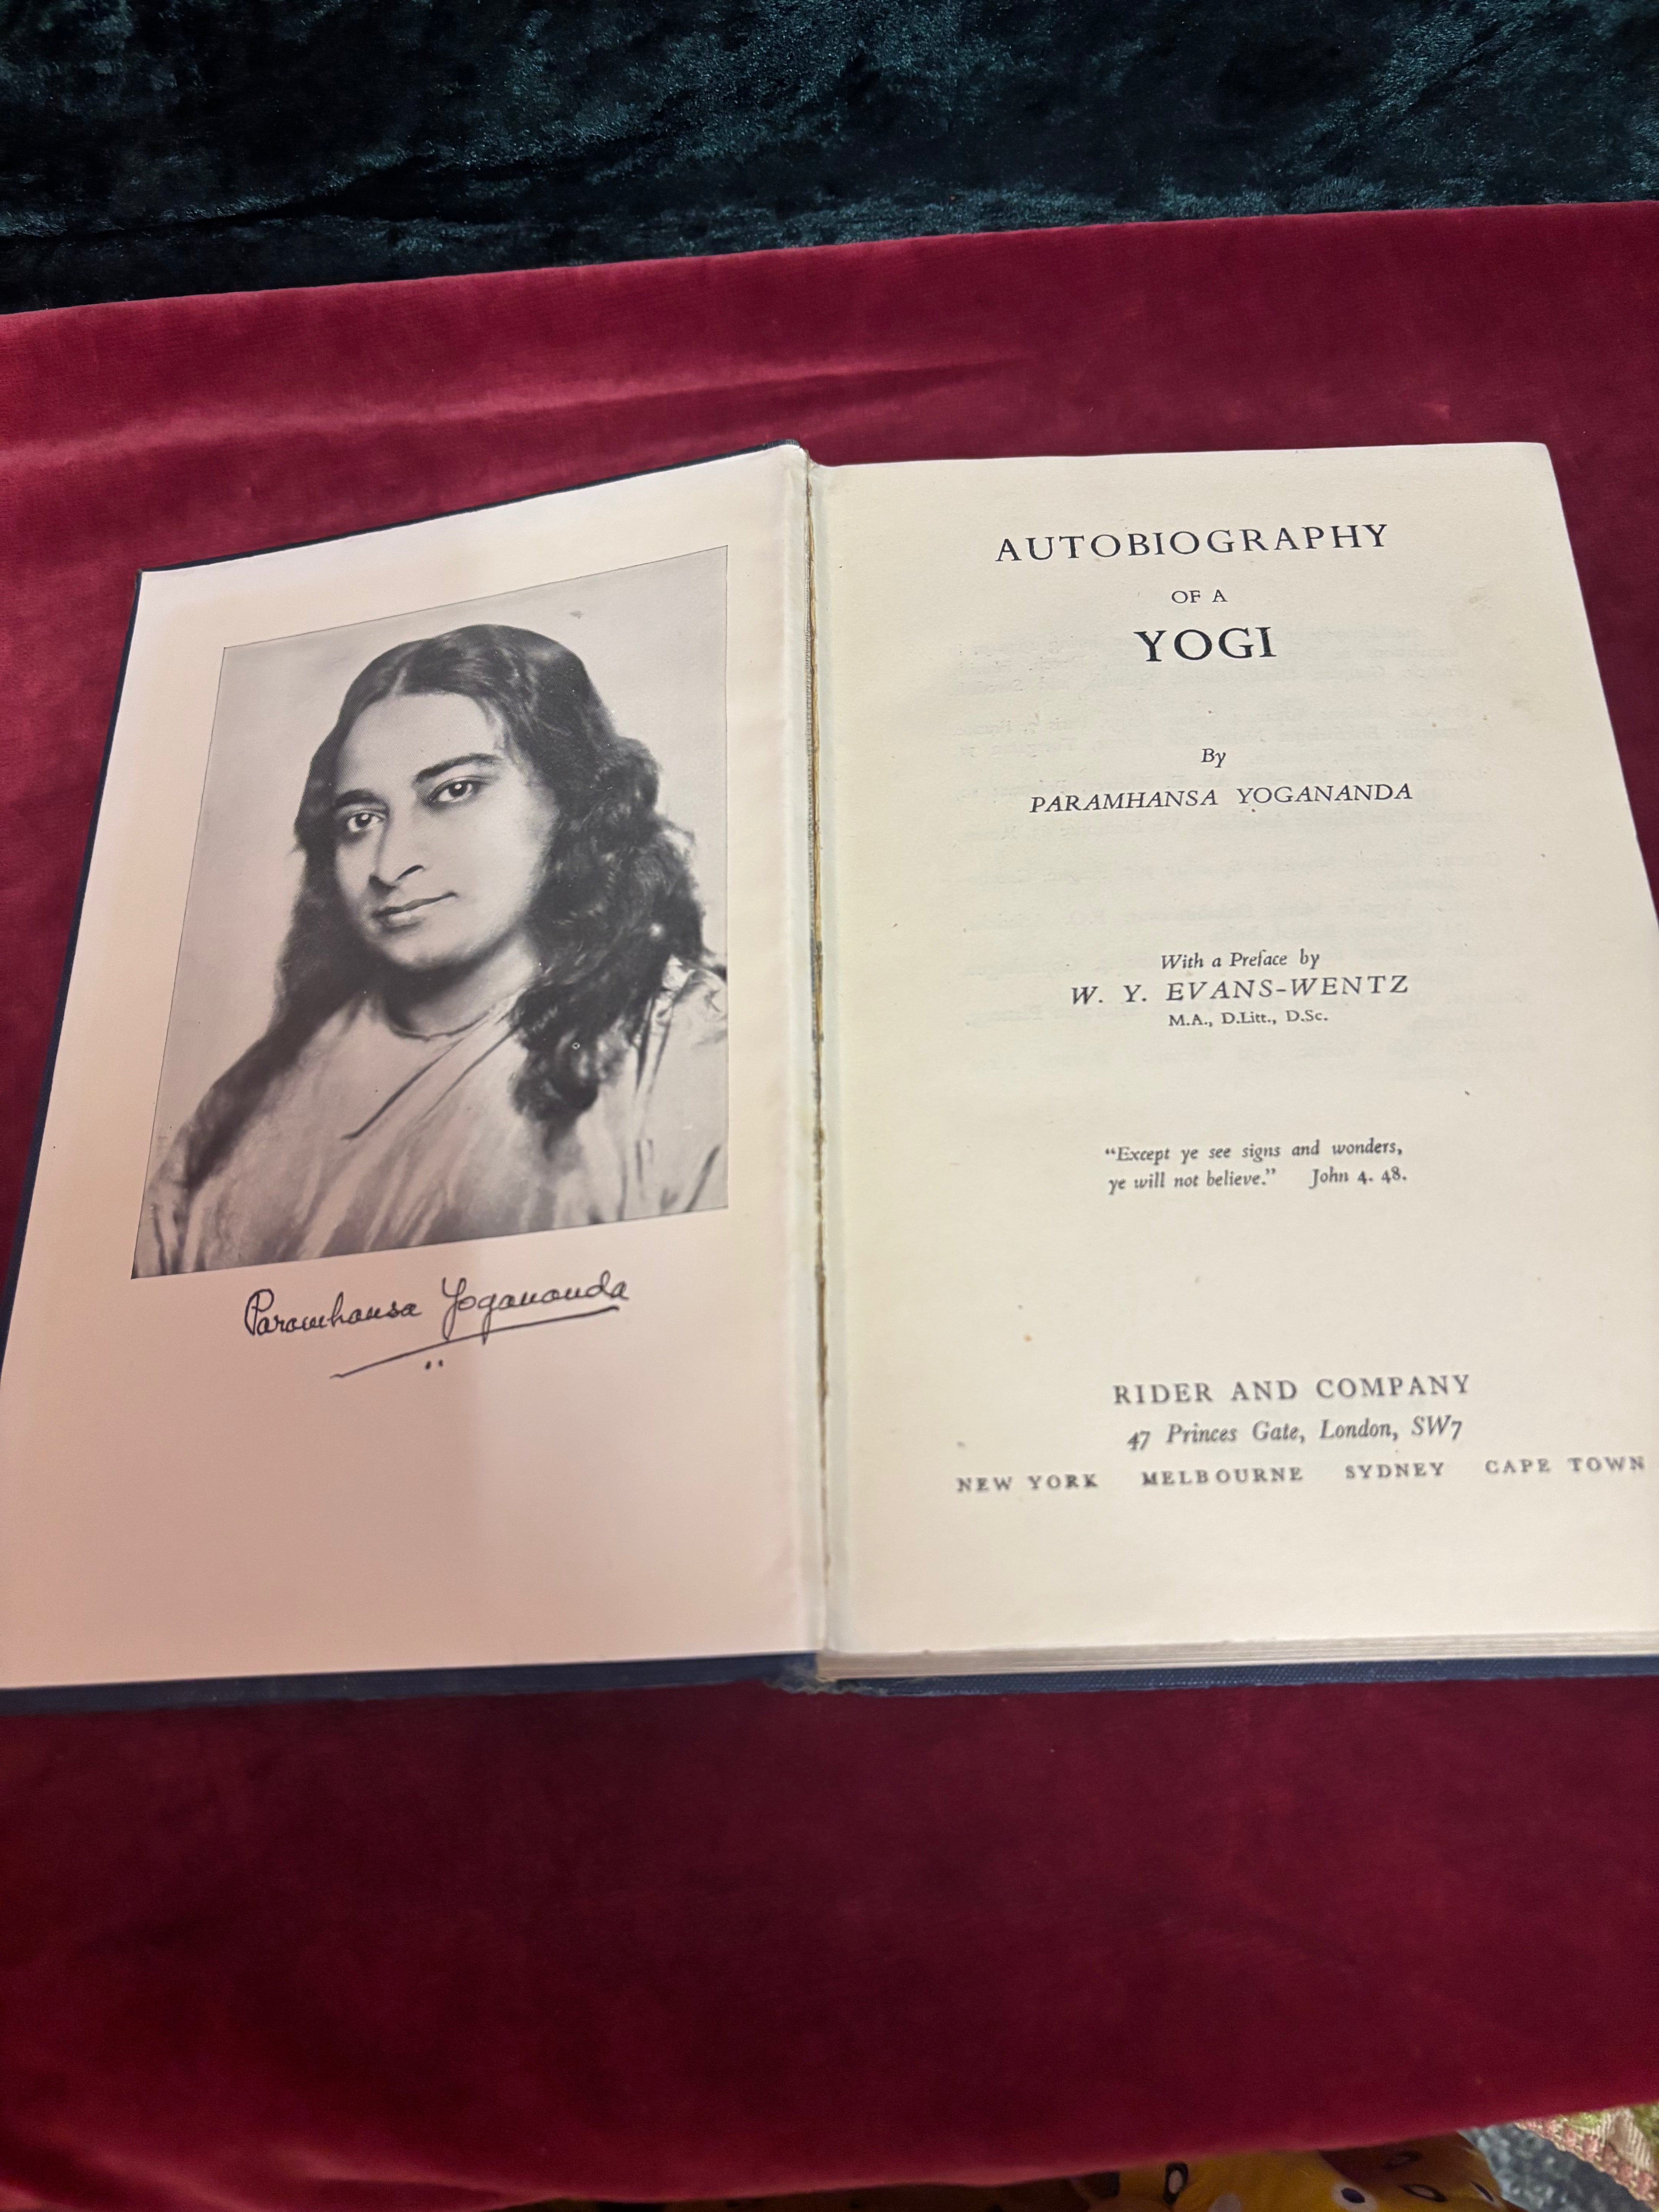 Paramhansa Yogananda
AUTOBIOGRAPHY
OF A
YOGI
By
PARAMHANSA YOGANANDA
With a Preface by
W. Y. EVANS-WENTZ
M.A., D.Litt., D.Sc.
“Except ye see signs and wonders,
ye will not believe.” John 4. 48.
RIDER AND COMPANY
47 Princes Gate, London, SW7
NEW YORK MELBOURNE SYDNEY CAPE TOWN